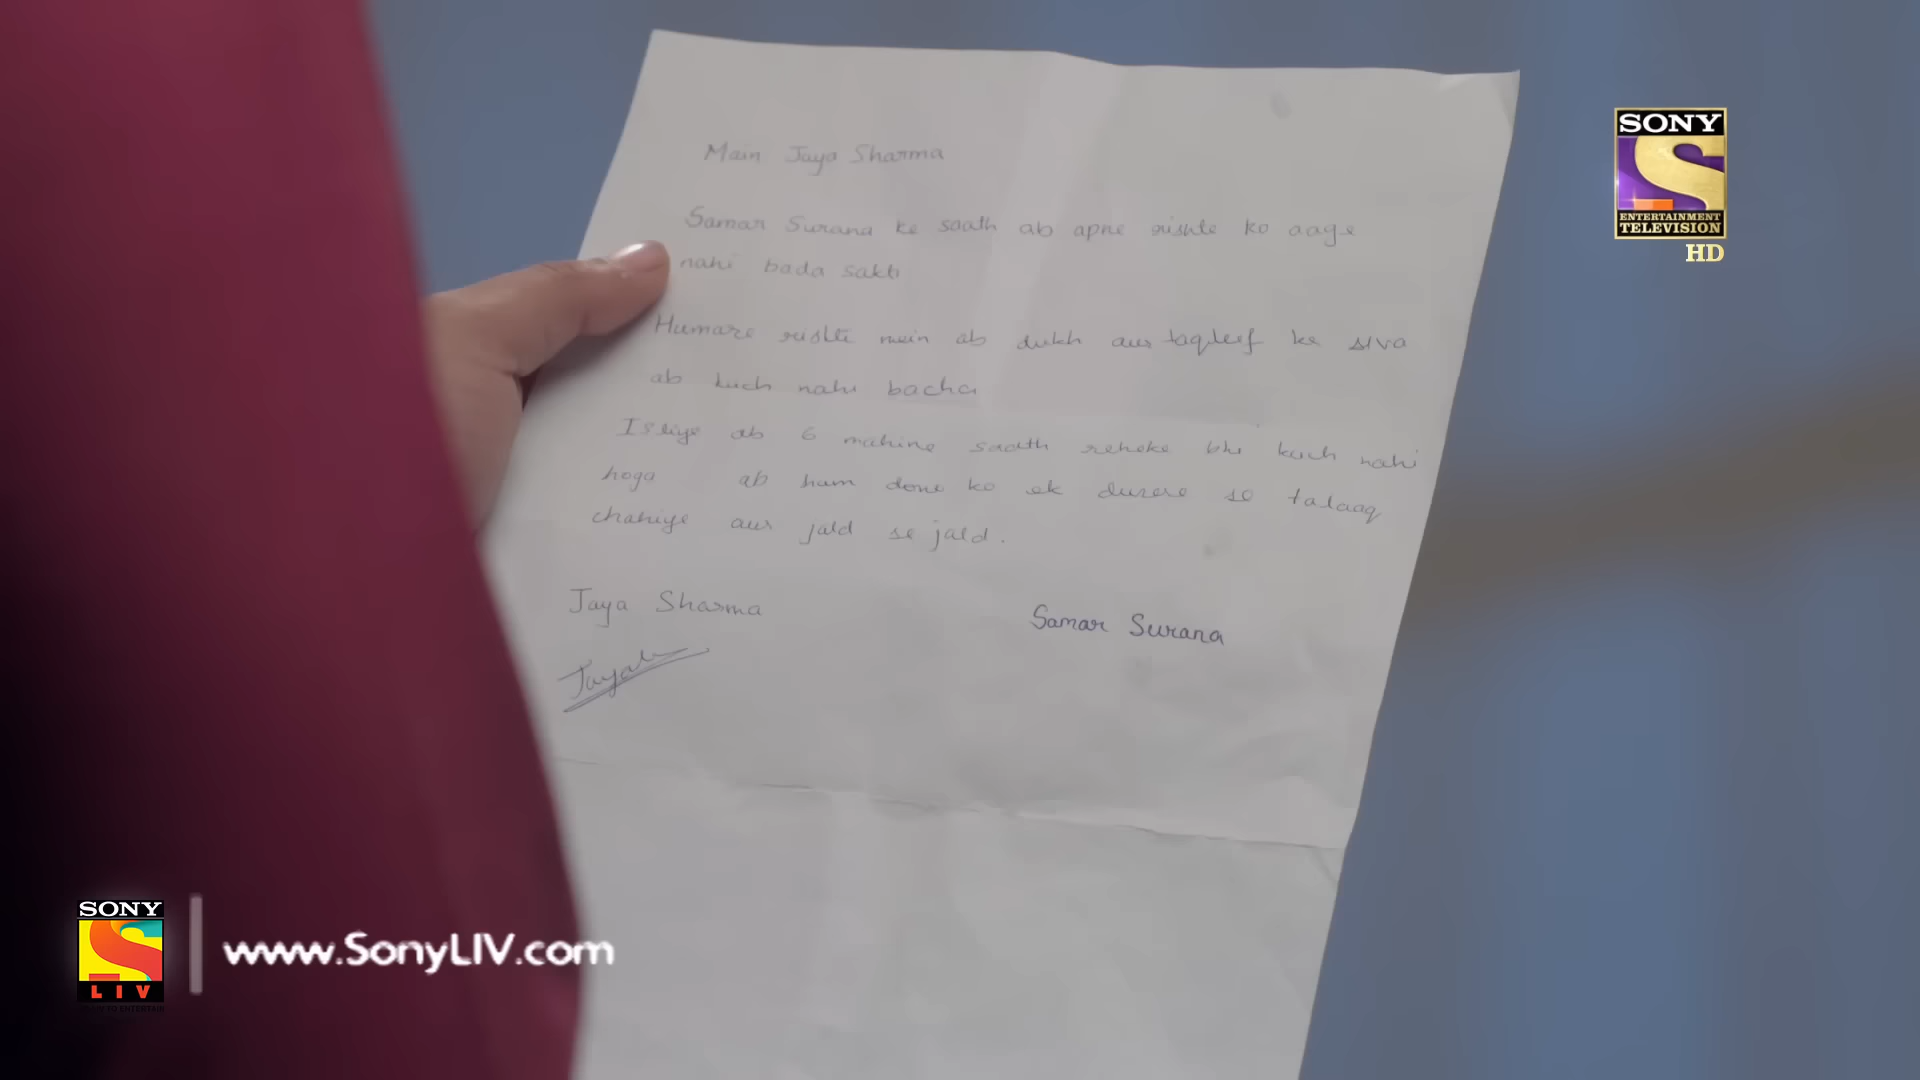 Main Jaya Sharma
Samar Surana ke saath ab apne rishte ko aage
nahi bada sakti
Humare rishte mein ab dukh aur taqleef ke siva
ab kuch nahi bacha
Isliye ab 6 mahine saath reheke bhi kuch nahi
hoga ab hum dono ko ek dusere se talaaq
chahiye aur jald se jald.
Jaya Sharma
Samar Surana
SONY
ENTERTAINMENT
TELEVISION
HD
SONY
LIV
www.SonyLIV.com